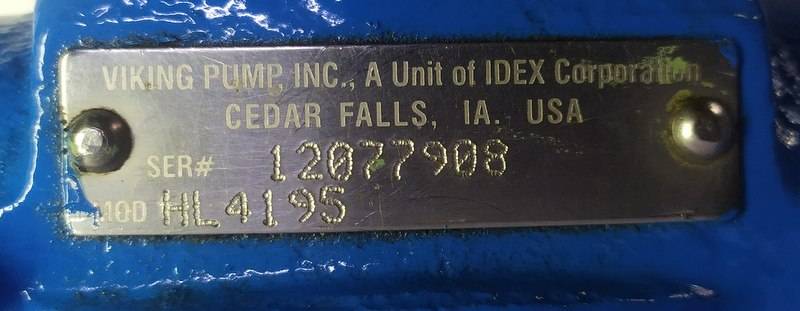 VIKING PUMP, INC., A Unit of IDEX Corporation
CEDAR FALLS, IA. USA
SER# 12077908
MOD HL4195